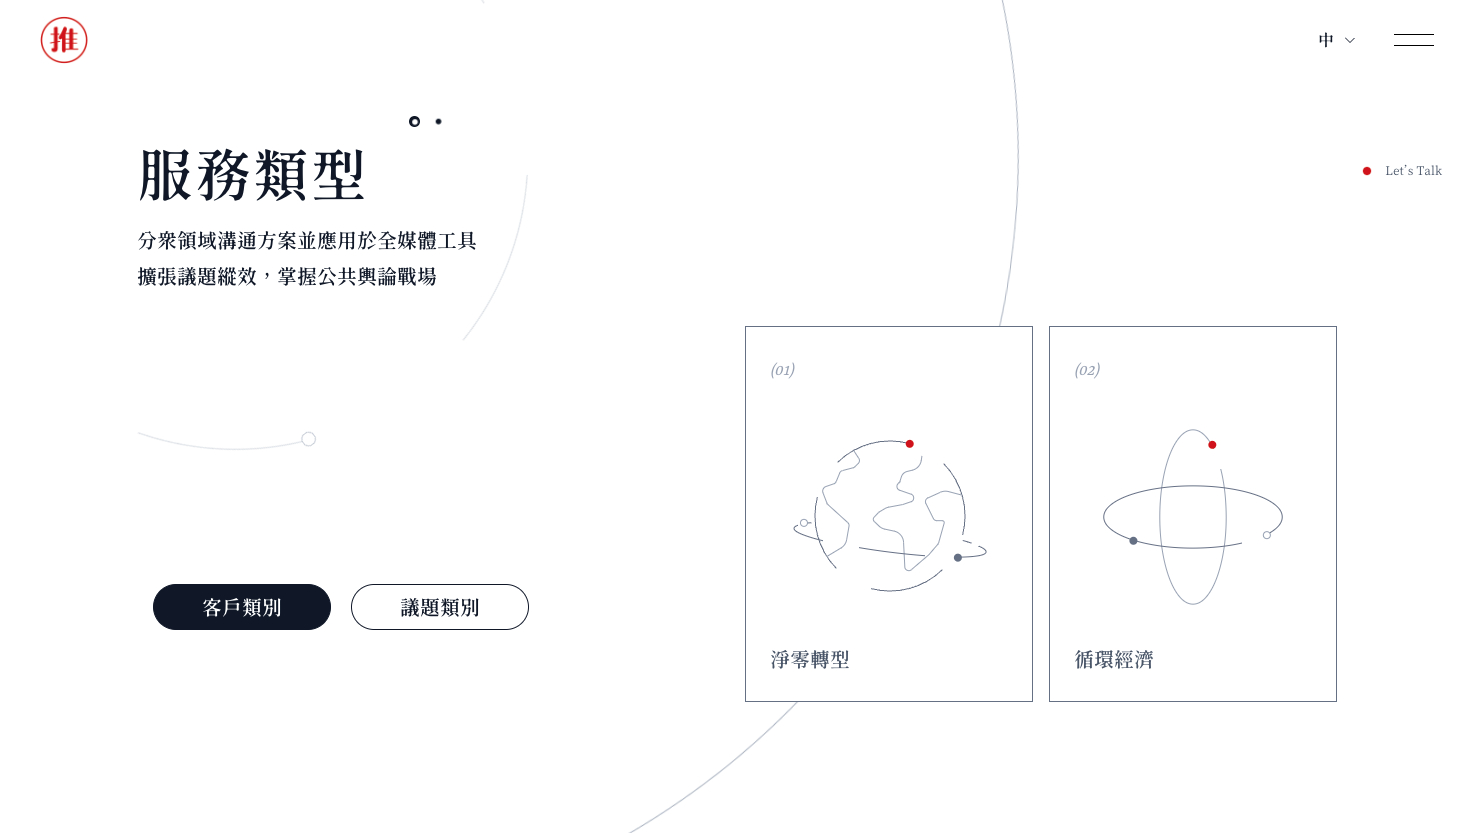 推
中
Let's Talk
服務類型
分衆領域溝通方案並應用於全媒體工具
擴張議題縱效，掌握公共輿論戰場
客戶類別
議題類別
(01)
淨零轉型
(02)
循環經濟